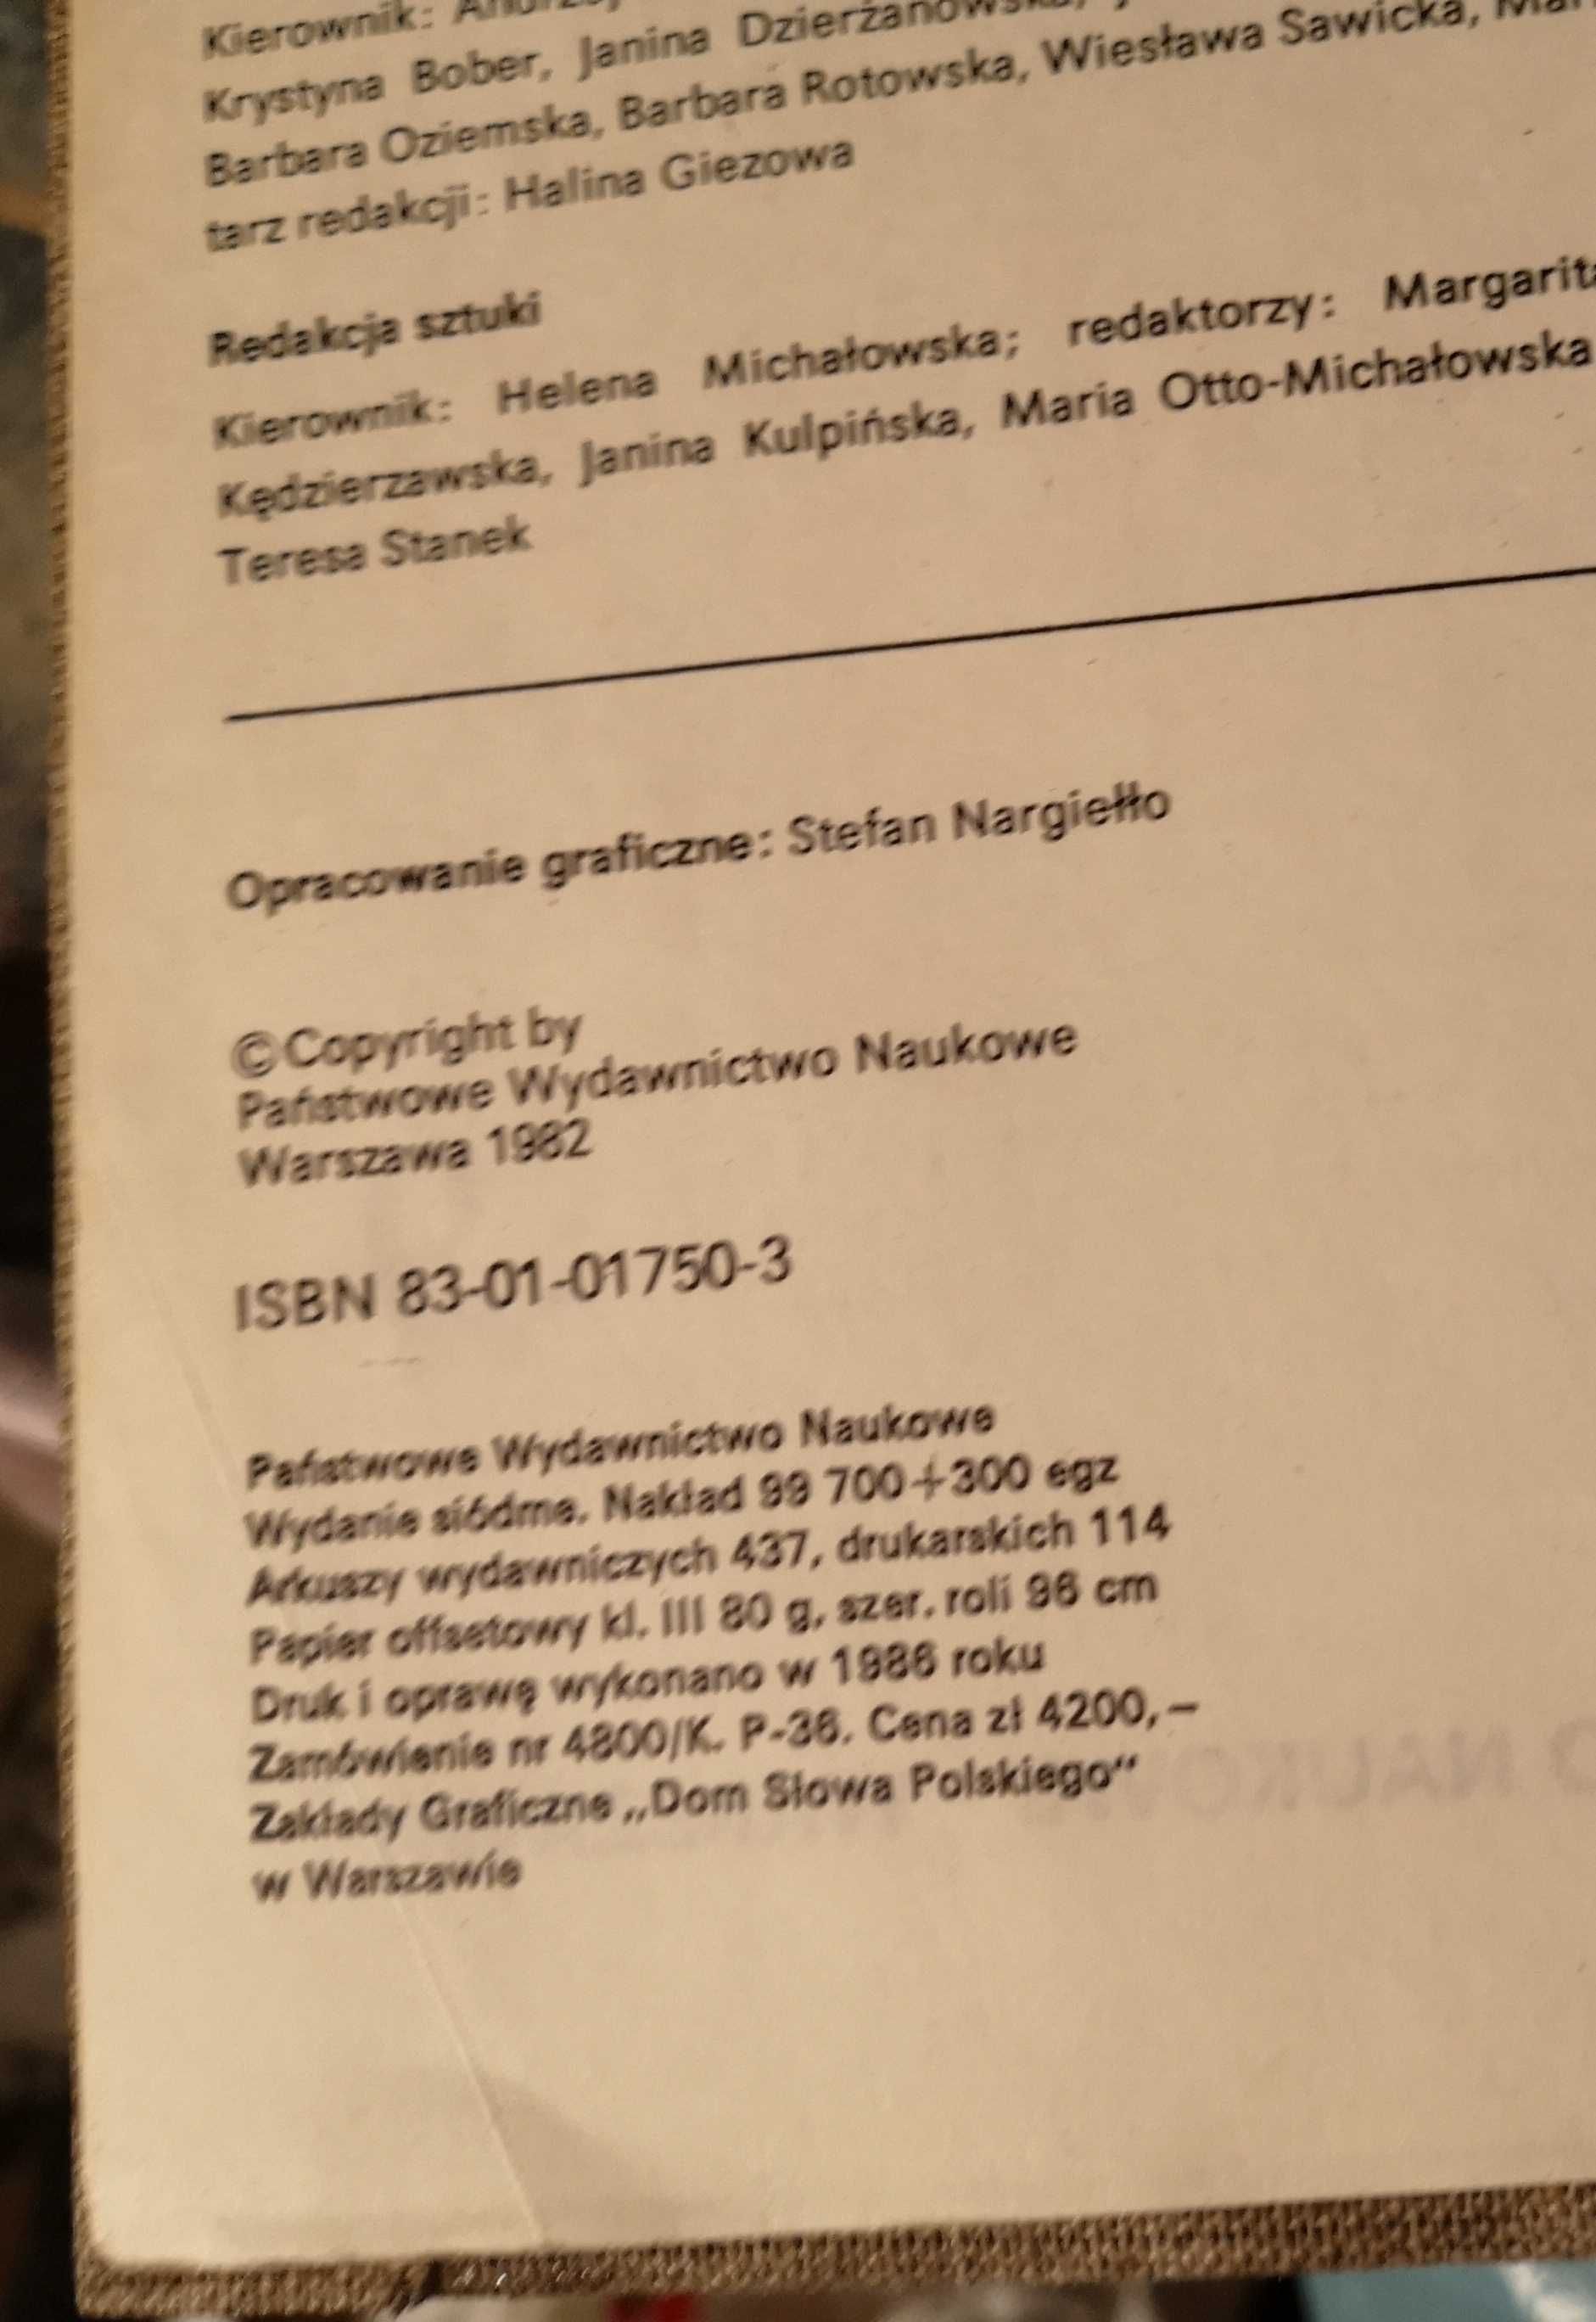 Kierownik:
Krystyna Bober, Janina Dzierżanowska,
Barbara Oziemska, Barbara Rotowska, Wiesława Sawicka,
tarz redakcji: Halina Giezowa
Redakcja sztuki
Kierownik: Helena Michałowska; redaktorzy: Margarita
Kędzierzawska, Janina Kulpińska, Maria Otto-Michałowska
Teresa Stanek
Opracowanie graficzne: Stefan Nargiełło
© Copyright by
Państwowe Wydawnictwo Naukowe
Warszawa 1982
ISBN 83-01-01750-3
Państwowe Wydawnictwo Naukowe
Wydanie siódme. Nakład 99 700+300 egz
Arkuszy wydawniczych 437, drukarskich 114
Papier offsetowy kl. III 80 g, szer. roli 96 cm
Druk i oprawę wykonano w 1986 roku
Zamówienie nr 4800/K. P-36. Cena zł 4200,–
Zakłady Graficzne „Dom Słowa Polskiego“
w Warszawie